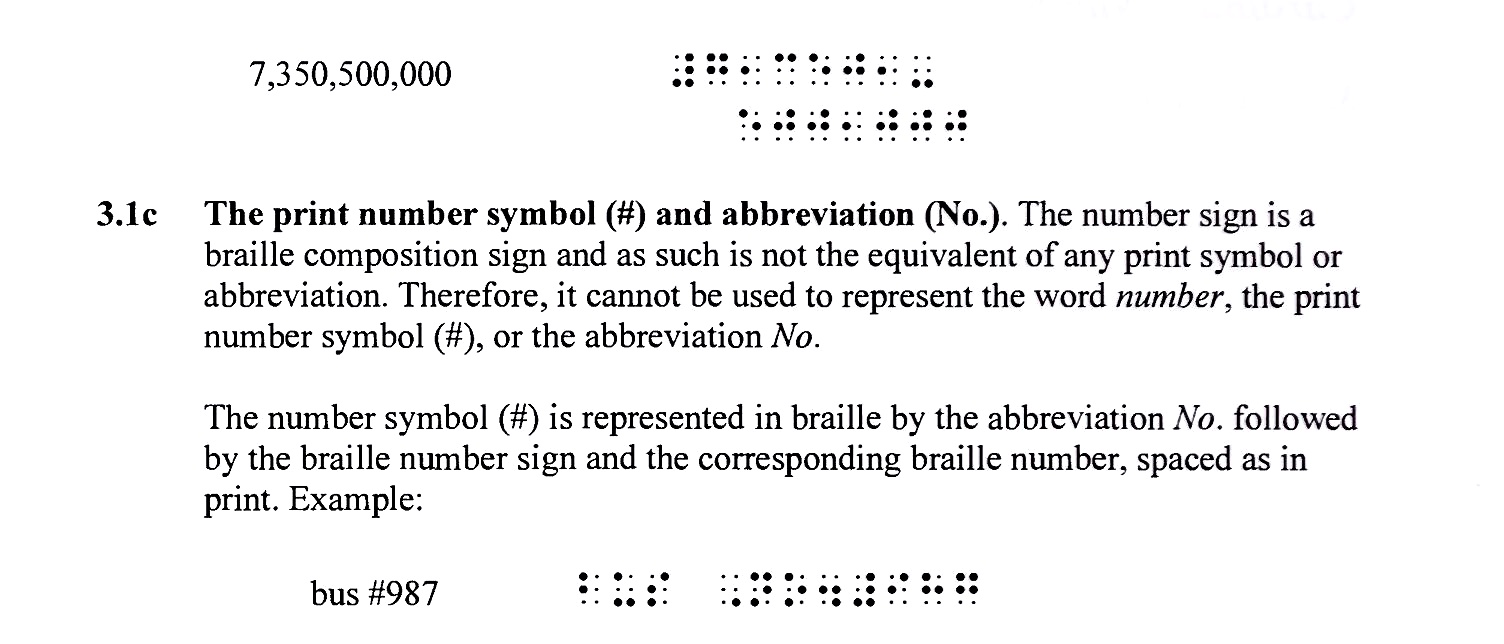 7,350,500,000 ⠼⠛⠂⠉⠑⠚⠂⠤
⠑⠚⠚⠂⠚⠚⠚
3.1c The print number symbol (#) and abbreviation (No.). The number sign is a
braille composition sign and as such is not the equivalent of any print symbol or
abbreviation. Therefore, it cannot be used to represent the word number, the print
number symbol (#), or the abbreviation No.
The number symbol (#) is represented in braille by the abbreviation No. followed
by the braille number sign and the corresponding braille number, spaced as in
print. Example:
bus #987 ⠃⠥⠎ ⠠⠝⠕⠲⠼⠊⠓⠛